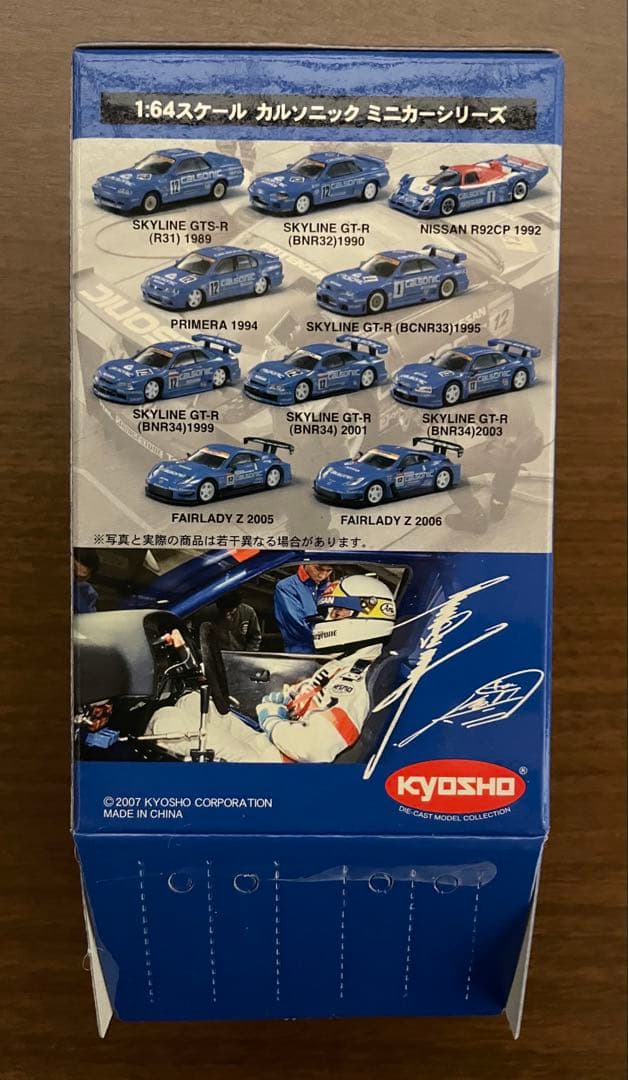 1:64スケール カルソニック ミニカーシリーズ
SKYLINE GTS-R
(R31) 1989
SKYLINE GT-R
(BNR32)1990
NISSAN R92CP 1992
PRIMERA 1994
SKYLINE GT-R (BCNR33)1995
SKYLINE GT-R
(BNR34)1999
SKYLINE GT-R
(BNR34) 2001
SKYLINE GT-R
(BNR34)2003
FAIRLADY Z 2005
FAIRLADY Z 2006
※写真と実際の商品は若干異なる場合があります。
KYOSHO®
DIE-CAST MODEL COLLECTION
©2007 KYOSHO CORPORATION
MADE IN CHINA